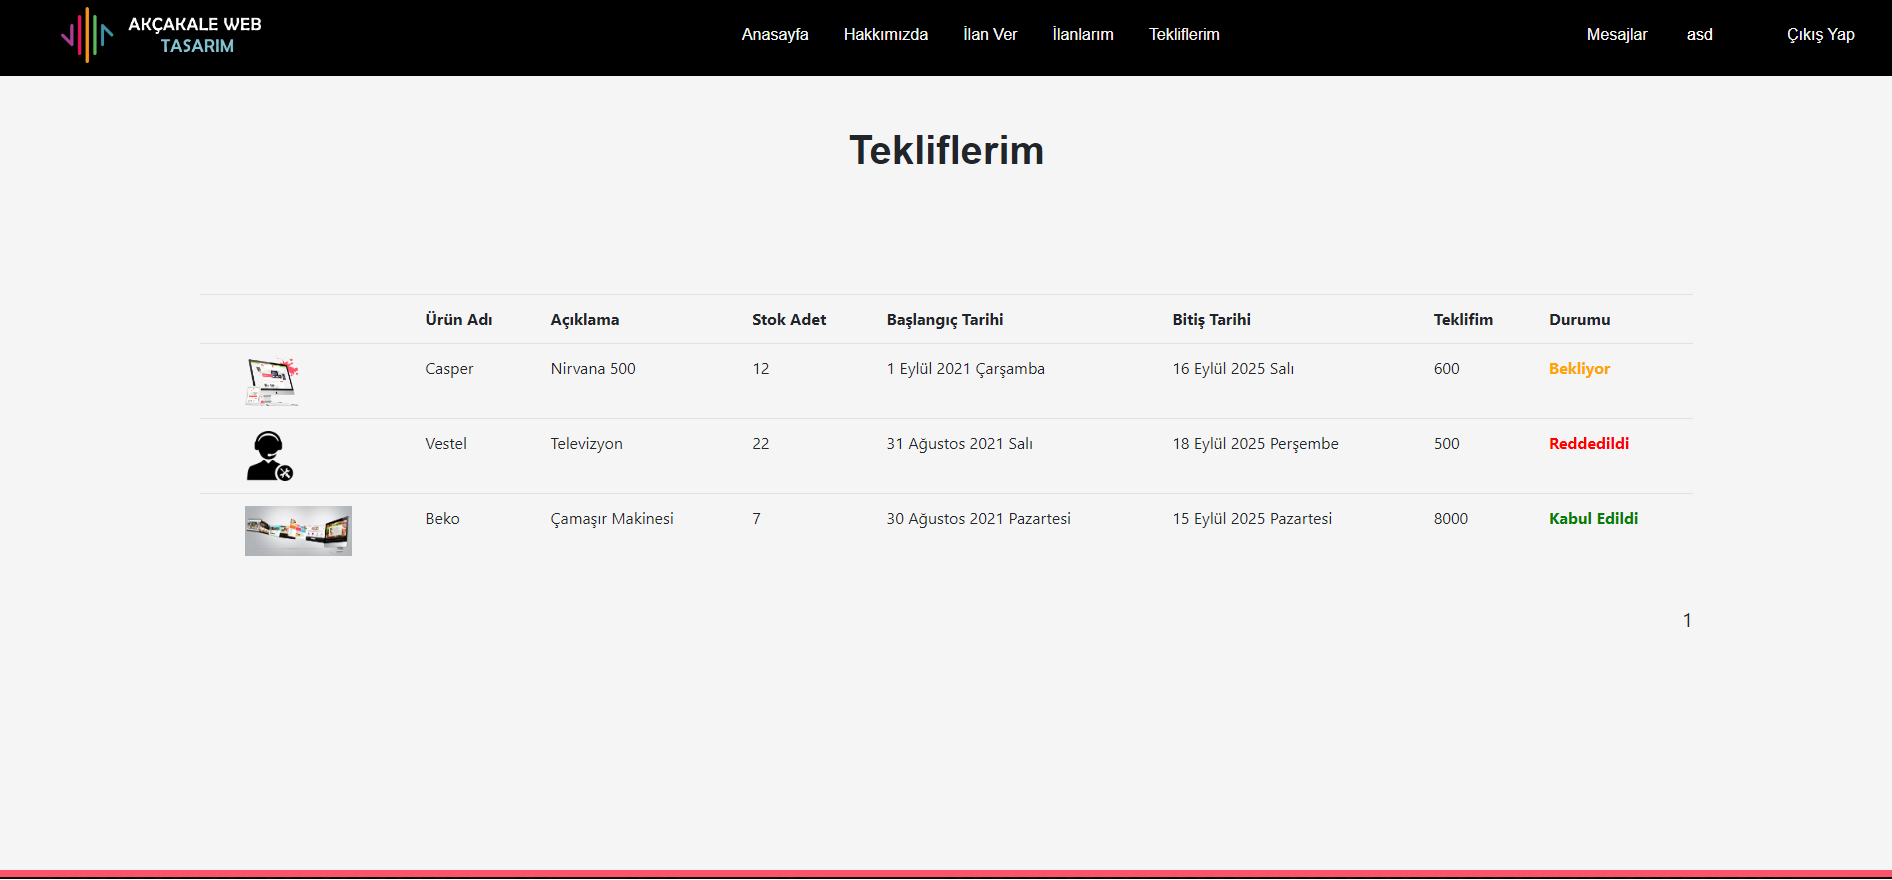 AKÇAKALE WEB
TASARIM
Anasayfa Hakkımızda İlan Ver İlanlarım Tekliflerim Mesajlar asd Çıkış Yap
Tekliflerim
Ürün Adı Açıklama Stok Adet Başlangıç Tarihi Bitiş Tarihi Teklifim Durumu
Casper Nirvana 500 12 1 Eylül 2021 Çarşamba 16 Eylül 2025 Salı 600 Bekliyor
Vestel Televizyon 22 31 Ağustos 2021 Salı 18 Eylül 2025 Perşembe 500 Reddedildi
Beko Çamaşır Makinesi 7 30 Ağustos 2021 Pazartesi 15 Eylül 2025 Pazartesi 8000 Kabul Edildi
1